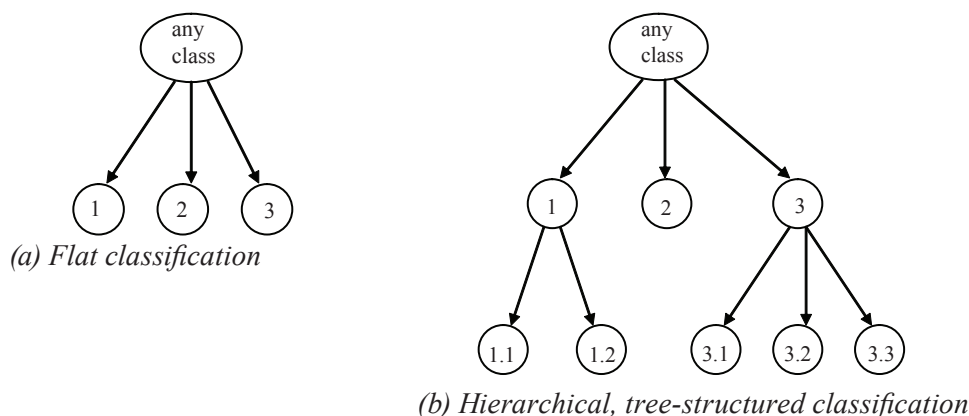 any
class
1
2
3
(a) Flat classification
any
class
1
2
3
1.1
1.2
3.1
3.2
3.3
(b) Hierarchical, tree-structured classification